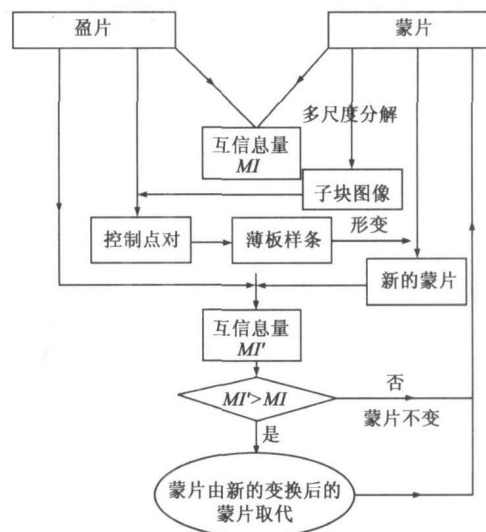 盈片
蒙片
多尺度分解
互信息量
MI
子块图像
控制点对
薄板样条
形变
新的蒙片
互信息量
MI'
MI'>MI
否
蒙片不变
是
蒙片由新的变换后的
蒙片取代